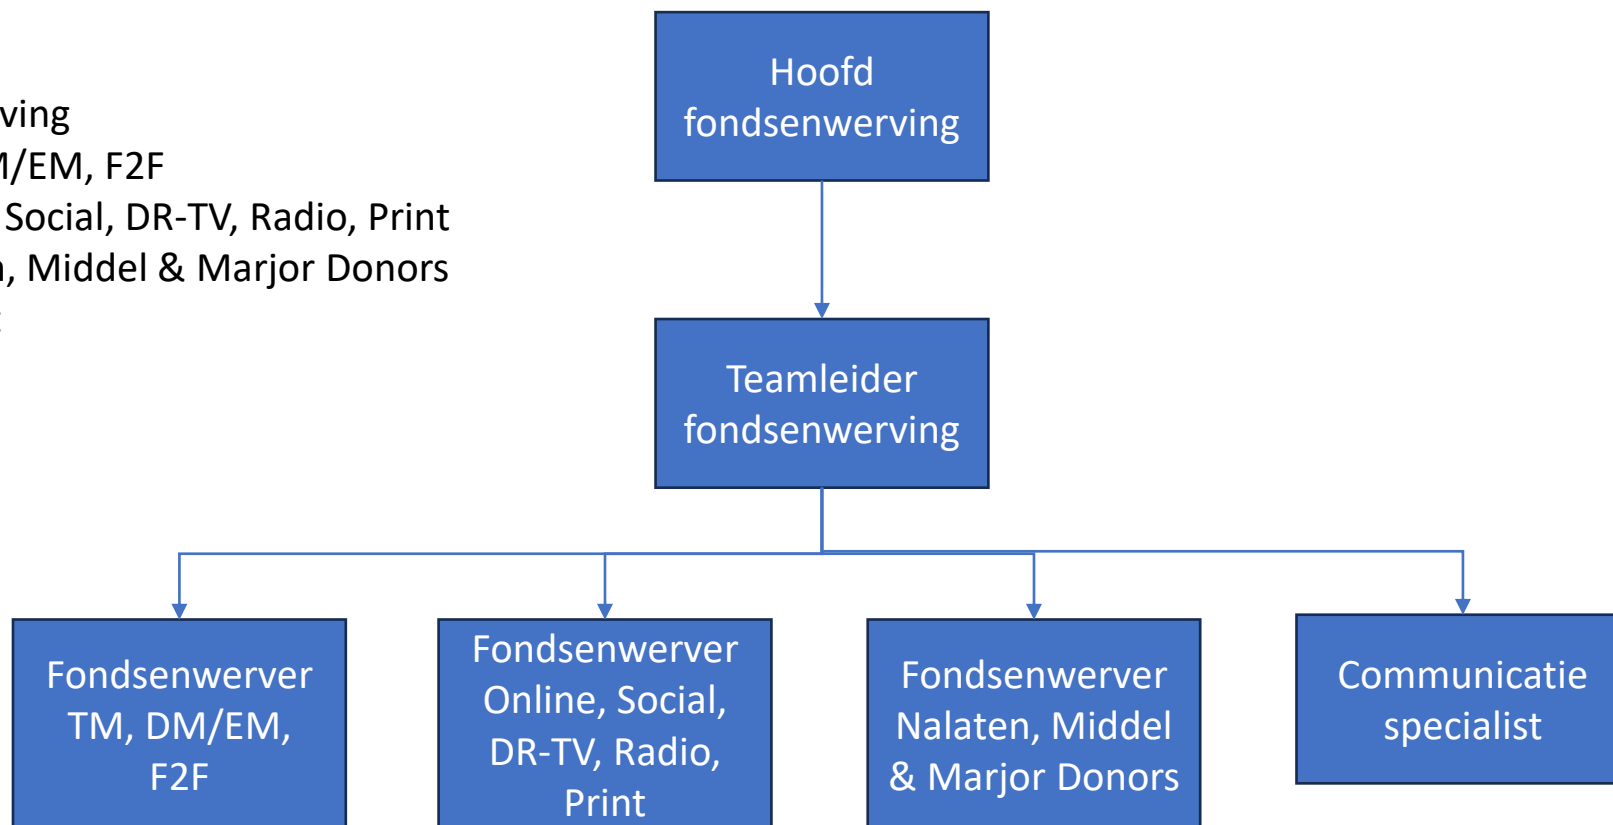 ving
/EM, F2F
Social, DR-TV, Radio, Print
, Middel & Marjor Donors
Hoofd
fondsenwerving
Teamleider
fondsenwerving
Fondsenwerver
TM, DM/EM,
F2F
Fondsenwerver
Online, Social,
DR-TV, Radio,
Print
Fondsenwerver
Nalaten, Middel
& Marjor Donors
Communicatie
specialist